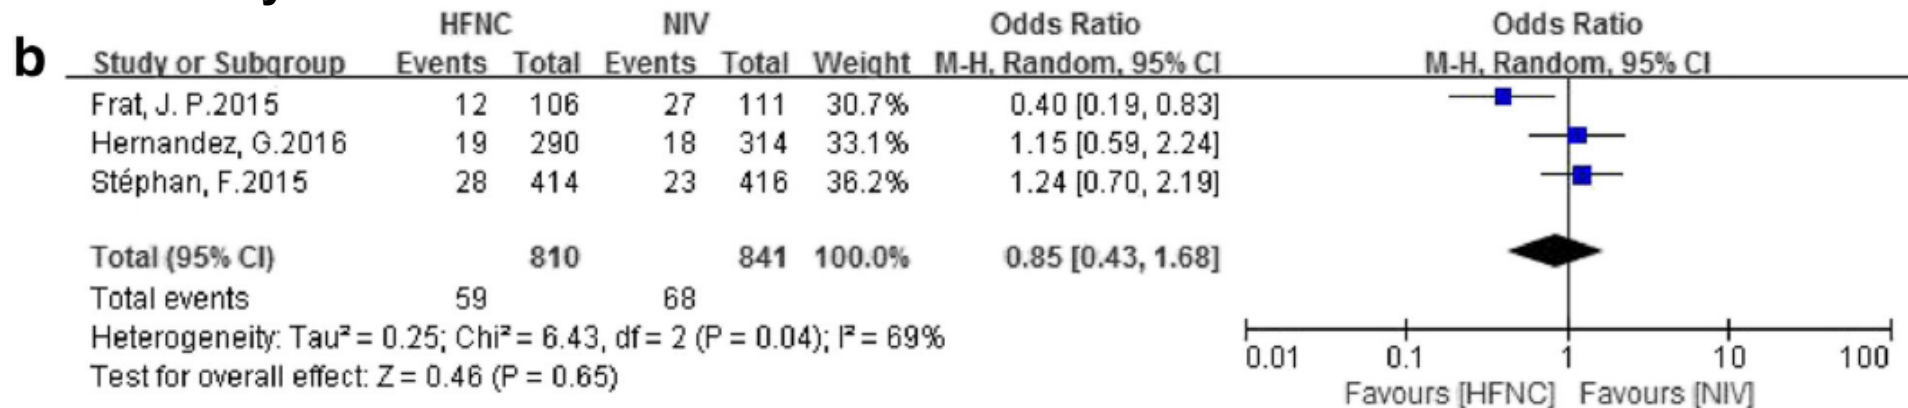 b
HFNC NIV Odds Ratio Odds Ratio
Study or Subgroup Events Total Events Total Weight M-H, Random, 95% CI M-H, Random, 95% CI
Frat, J. P.2015 12 106 27 111 30.7% 0.40 [0.19, 0.83]
Hernandez, G.2016 19 290 18 314 33.1% 1.15 [0.59, 2.24]
Stéphan, F.2015 28 414 23 416 36.2% 1.24 [0.70, 2.19]
Total (95% CI) 810 841 100.0% 0.85 [0.43, 1.68]
Total events 59 68
Heterogeneity: Tau² = 0.25; Chi² = 6.43, df = 2 (P = 0.04); I² = 69%
Test for overall effect: Z = 0.46 (P = 0.65)
0.01 0.1 1 10 100
Favours [HFNC] Favours [NIV]